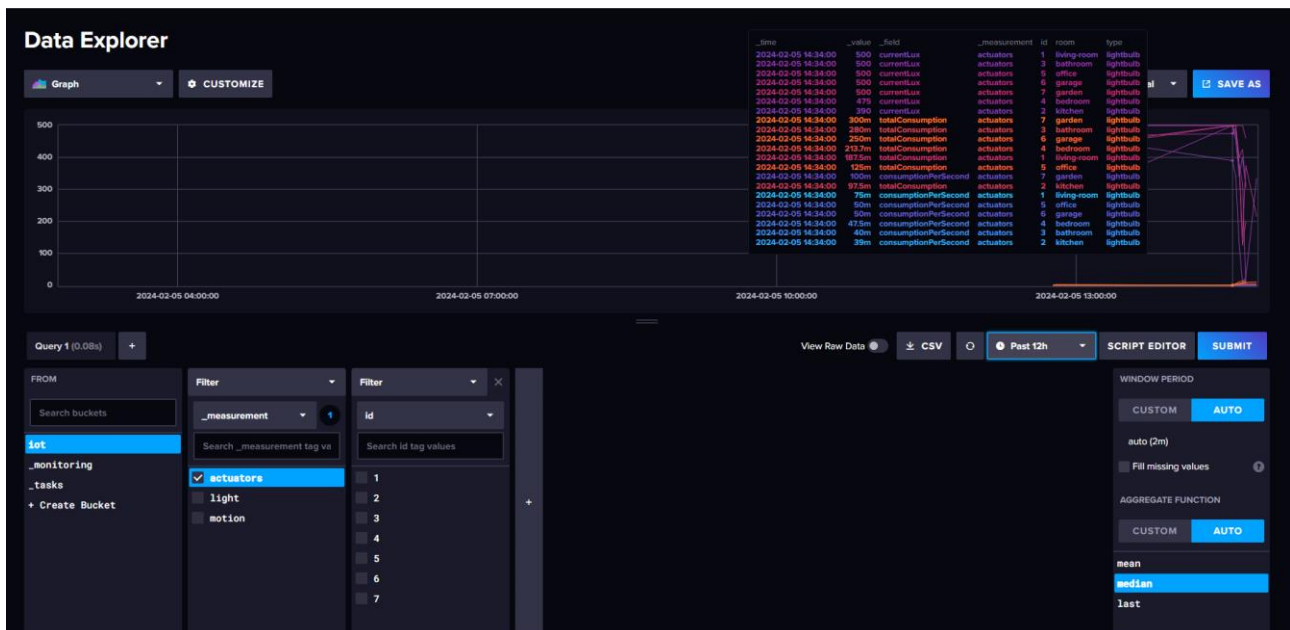 Data Explorer
Graph
CUSTOMIZE
al
SAVE AS
_time _value _field _measurement id room type
2024-02-05 14:34:00 500 currentLux actuators 1 living-room lightbulb
2024-02-05 14:34:00 500 currentLux actuators 3 bathroom lightbulb
2024-02-05 14:34:00 500 currentLux actuators 5 office lightbulb
2024-02-05 14:34:00 500 currentLux actuators 6 garage lightbulb
2024-02-05 14:34:00 500 currentLux actuators 7 garden lightbulb
2024-02-05 14:34:00 475 currentLux actuators 4 bedroom lightbulb
2024-02-05 14:34:00 390 currentLux actuators 2 kitchen lightbulb
2024-02-05 14:34:00 300m totalConsumption actuators 7 garden lightbulb
2024-02-05 14:34:00 280m totalConsumption actuators 3 bathroom lightbulb
2024-02-05 14:34:00 250m totalConsumption actuators 6 garage lightbulb
2024-02-05 14:34:00 213.7m totalConsumption actuators 4 bedroom lightbulb
2024-02-05 14:34:00 187.5m totalConsumption actuators 1 living-room lightbulb
2024-02-05 14:34:00 125m totalConsumption actuators 5 office lightbulb
2024-02-05 14:34:00 100m consumptionPerSecond actuators 7 garden lightbulb
2024-02-05 14:34:00 97.5m totalConsumption actuators 2 kitchen lightbulb
2024-02-05 14:34:00 75m consumptionPerSecond actuators 1 living-room lightbulb
2024-02-05 14:34:00 50m consumptionPerSecond actuators 5 office lightbulb
2024-02-05 14:34:00 50m consumptionPerSecond actuators 6 garage lightbulb
2024-02-05 14:34:00 47.5m consumptionPerSecond actuators 4 bedroom lightbulb
2024-02-05 14:34:00 40m consumptionPerSecond actuators 3 bathroom lightbulb
2024-02-05 14:34:00 39m consumptionPerSecond actuators 2 kitchen lightbulb
500
400
300
200
100
0
2024-02-05 04:00:00 2024-02-05 07:00:00 2024-02-05 10:00:00 2024-02-05 13:00:00
Query 1 (0.08s) +
View Raw Data CSV Past 12h SCRIPT EDITOR SUBMIT
FROM
Search buckets
iot
_monitoring
_tasks
+ Create Bucket
Filter
_measurement 1
Search _measurement tag va
actuators
light
motion
Filter
id
Search id tag values
1
2
3
4
5
6
7
+
WINDOW PERIOD
CUSTOM AUTO
auto (2m)
Fill missing values
AGGREGATE FUNCTION
CUSTOM AUTO
mean
median
last